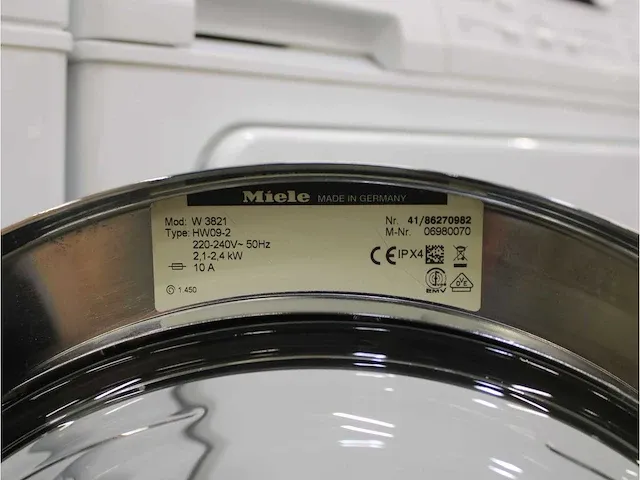 Miele MADE IN GERMANY
Mod: W 3821
Type: HW09-2
220-240V~ 50Hz
2,1-2,4 kW
10 A
1 450
Nr. 41/86270982
M-Nr. 06980070
CE IPX4
EMV